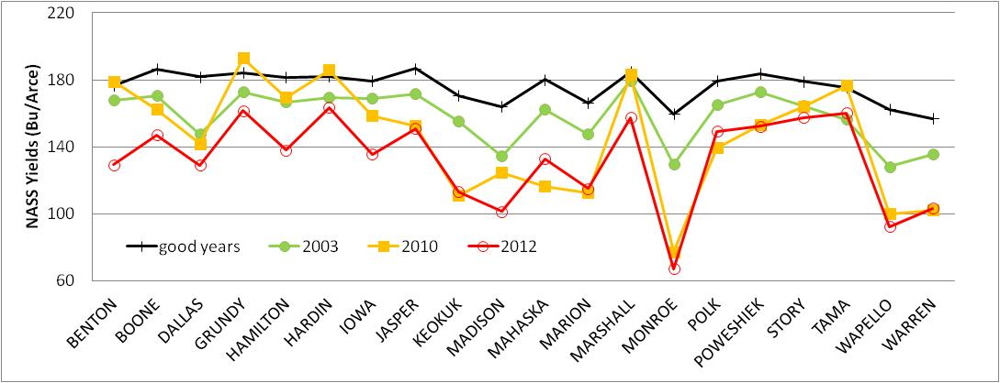 220
180
140
100
60
NASS Yields (Bu/Arce)
good years 2003 2010 2012
BENTON
BOONE
DALLAS
GRUNDY
HAMILTON
HARDIN
IOWA
JASPER
KEOKUK
MADISON
MAHASKA
MARION
MARSHALL
MONROE
POLK
POWESHIEK
STORY
TAMA
WAPELLO
WARREN